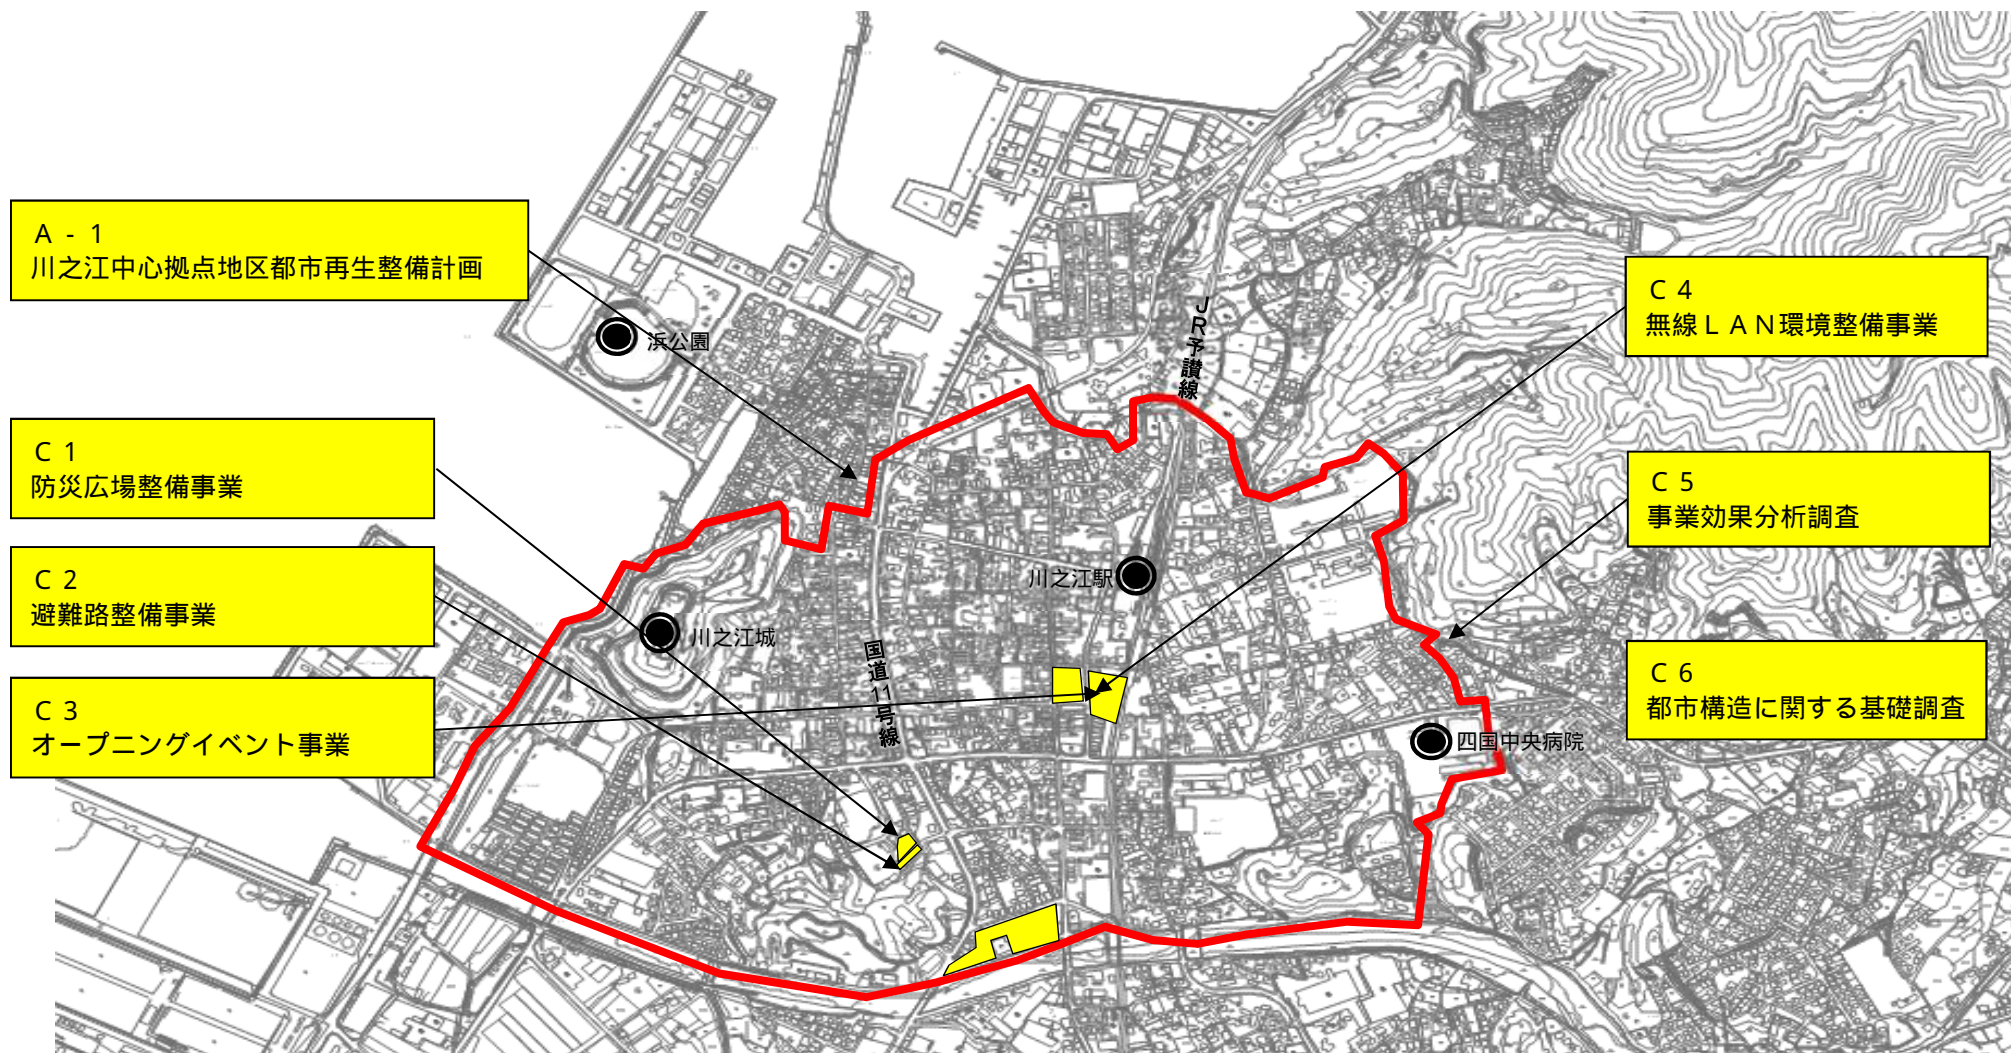 Ａ - １
川之江中心拠点地区都市再生整備計画
Ｃ１
防災広場整備事業
Ｃ２
避難路整備事業
Ｃ３
オープニングイベント事業
浜公園
川之江城
国道11号線
ＪＲ予讃線
川之江駅
四国中央病院
Ｃ４
無線ＬＡＮ環境整備事業
Ｃ５
事業効果分析調査
Ｃ６
都市構造に関する基礎調査